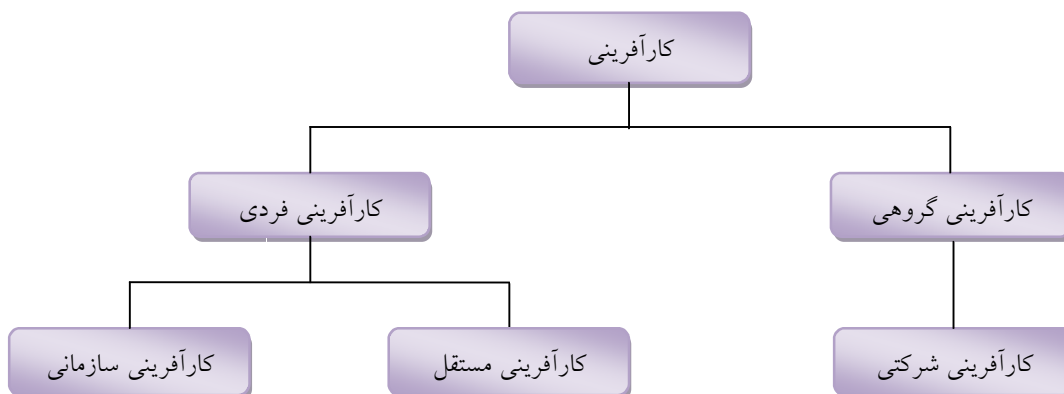 کارآفرینی
کارآفرینی گروهی
کارآفرینی فردی
کارآفرینی شرکتی
کارآفرینی مستقل
کارآفرینی سازمانی